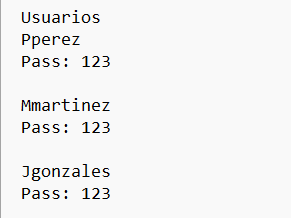 Usuarios
Pperez
Pass: 123

Mmartinez
Pass: 123

Jgonzales
Pass: 123